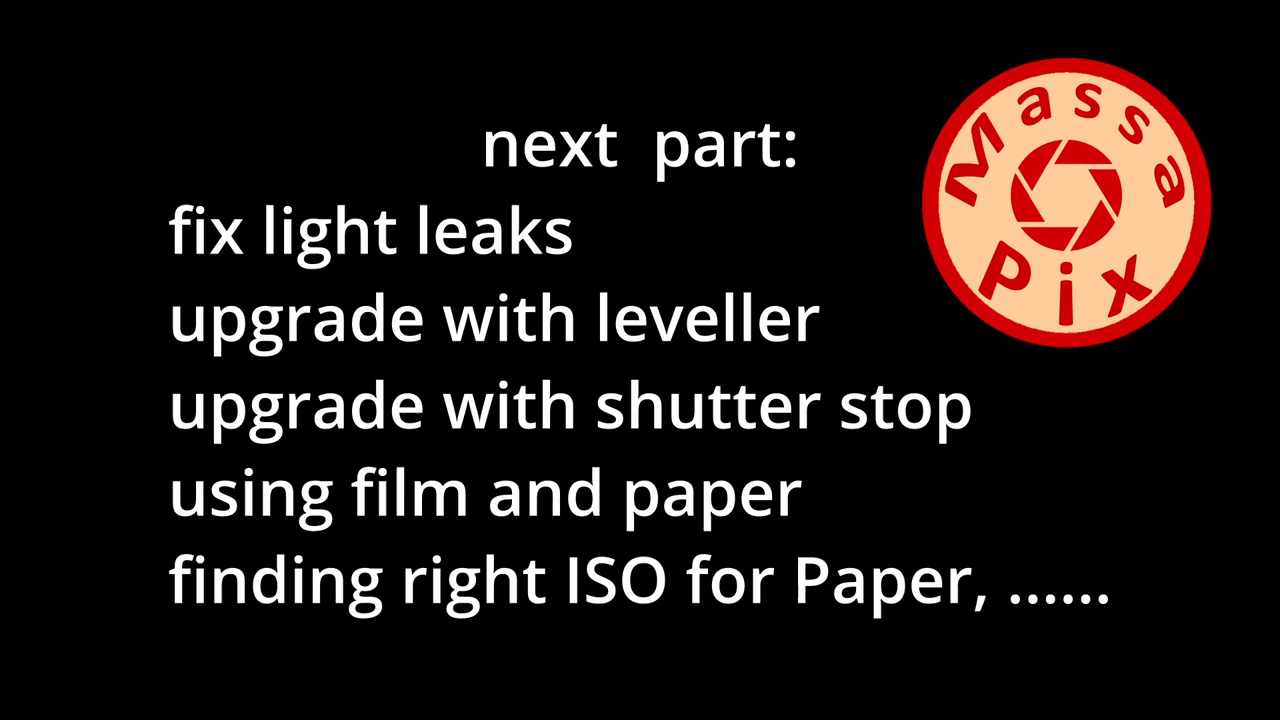 next part:
fix light leaks
upgrade with leveller
upgrade with shutter stop
using film and paper
finding right ISO for Paper, ......
Massa
Pix